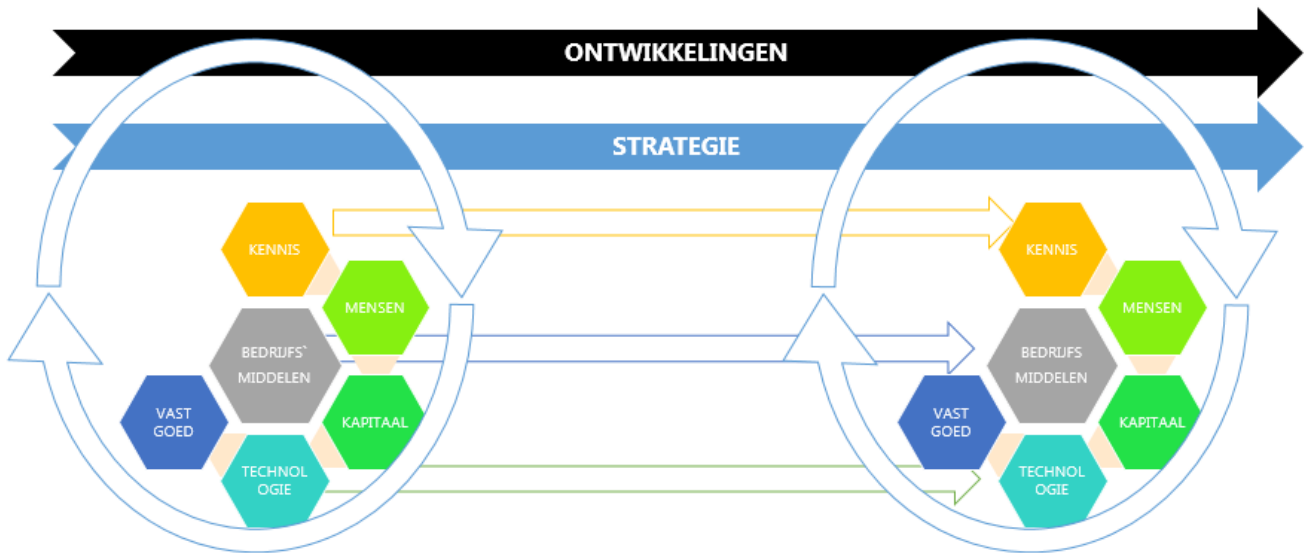 ONTWIKKELINGEN
STRATEGIE
KENNIS
MENSEN
BEDRIJFS`
MIDDELEN
VAST
GOED
KAPITAAL
TECHNOL
OGIE
KENNIS
MENSEN
BEDRIJFS
MIDDELEN
VAST
GOED
KAPITAAL
TECHNOL
OGIE